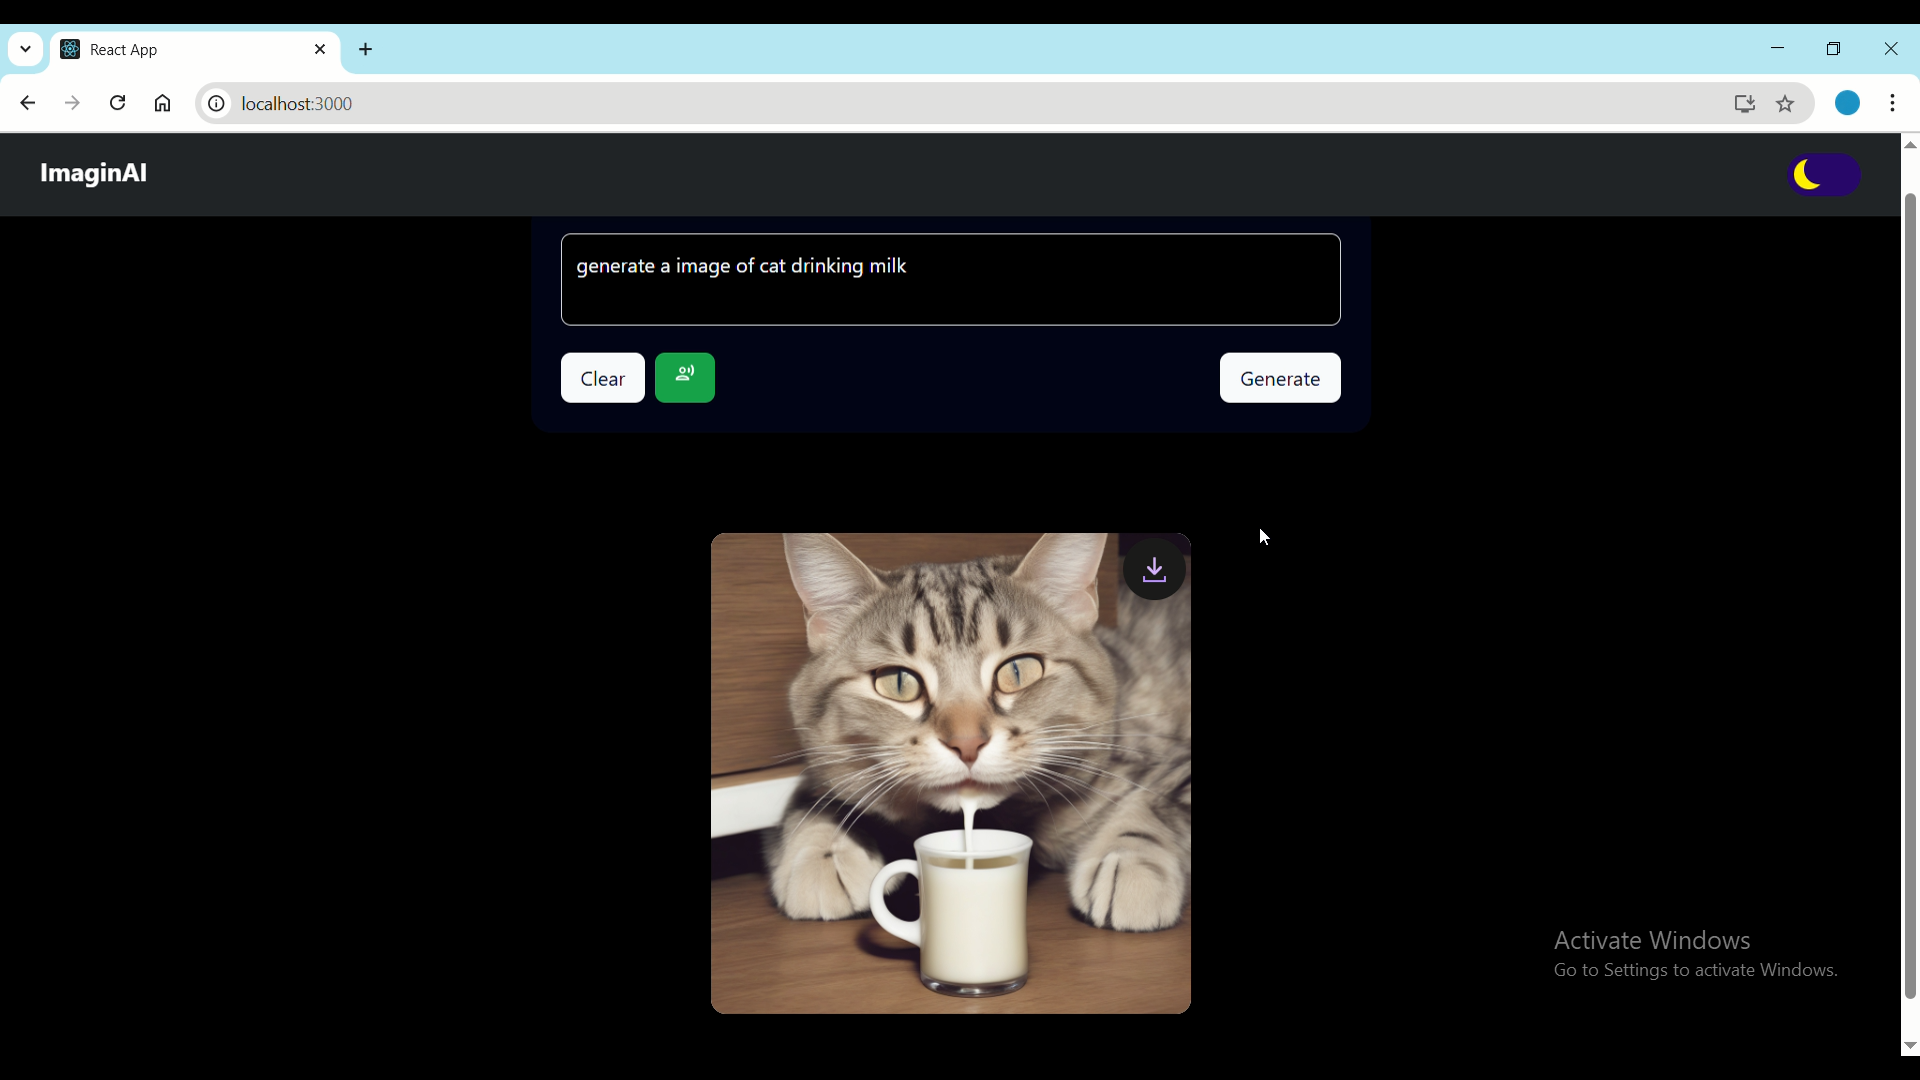 React App
localhost:3000
ImaginAI
generate a image of cat drinking milk
Clear
Generate
Activate Windows
Go to Settings to activate Windows.